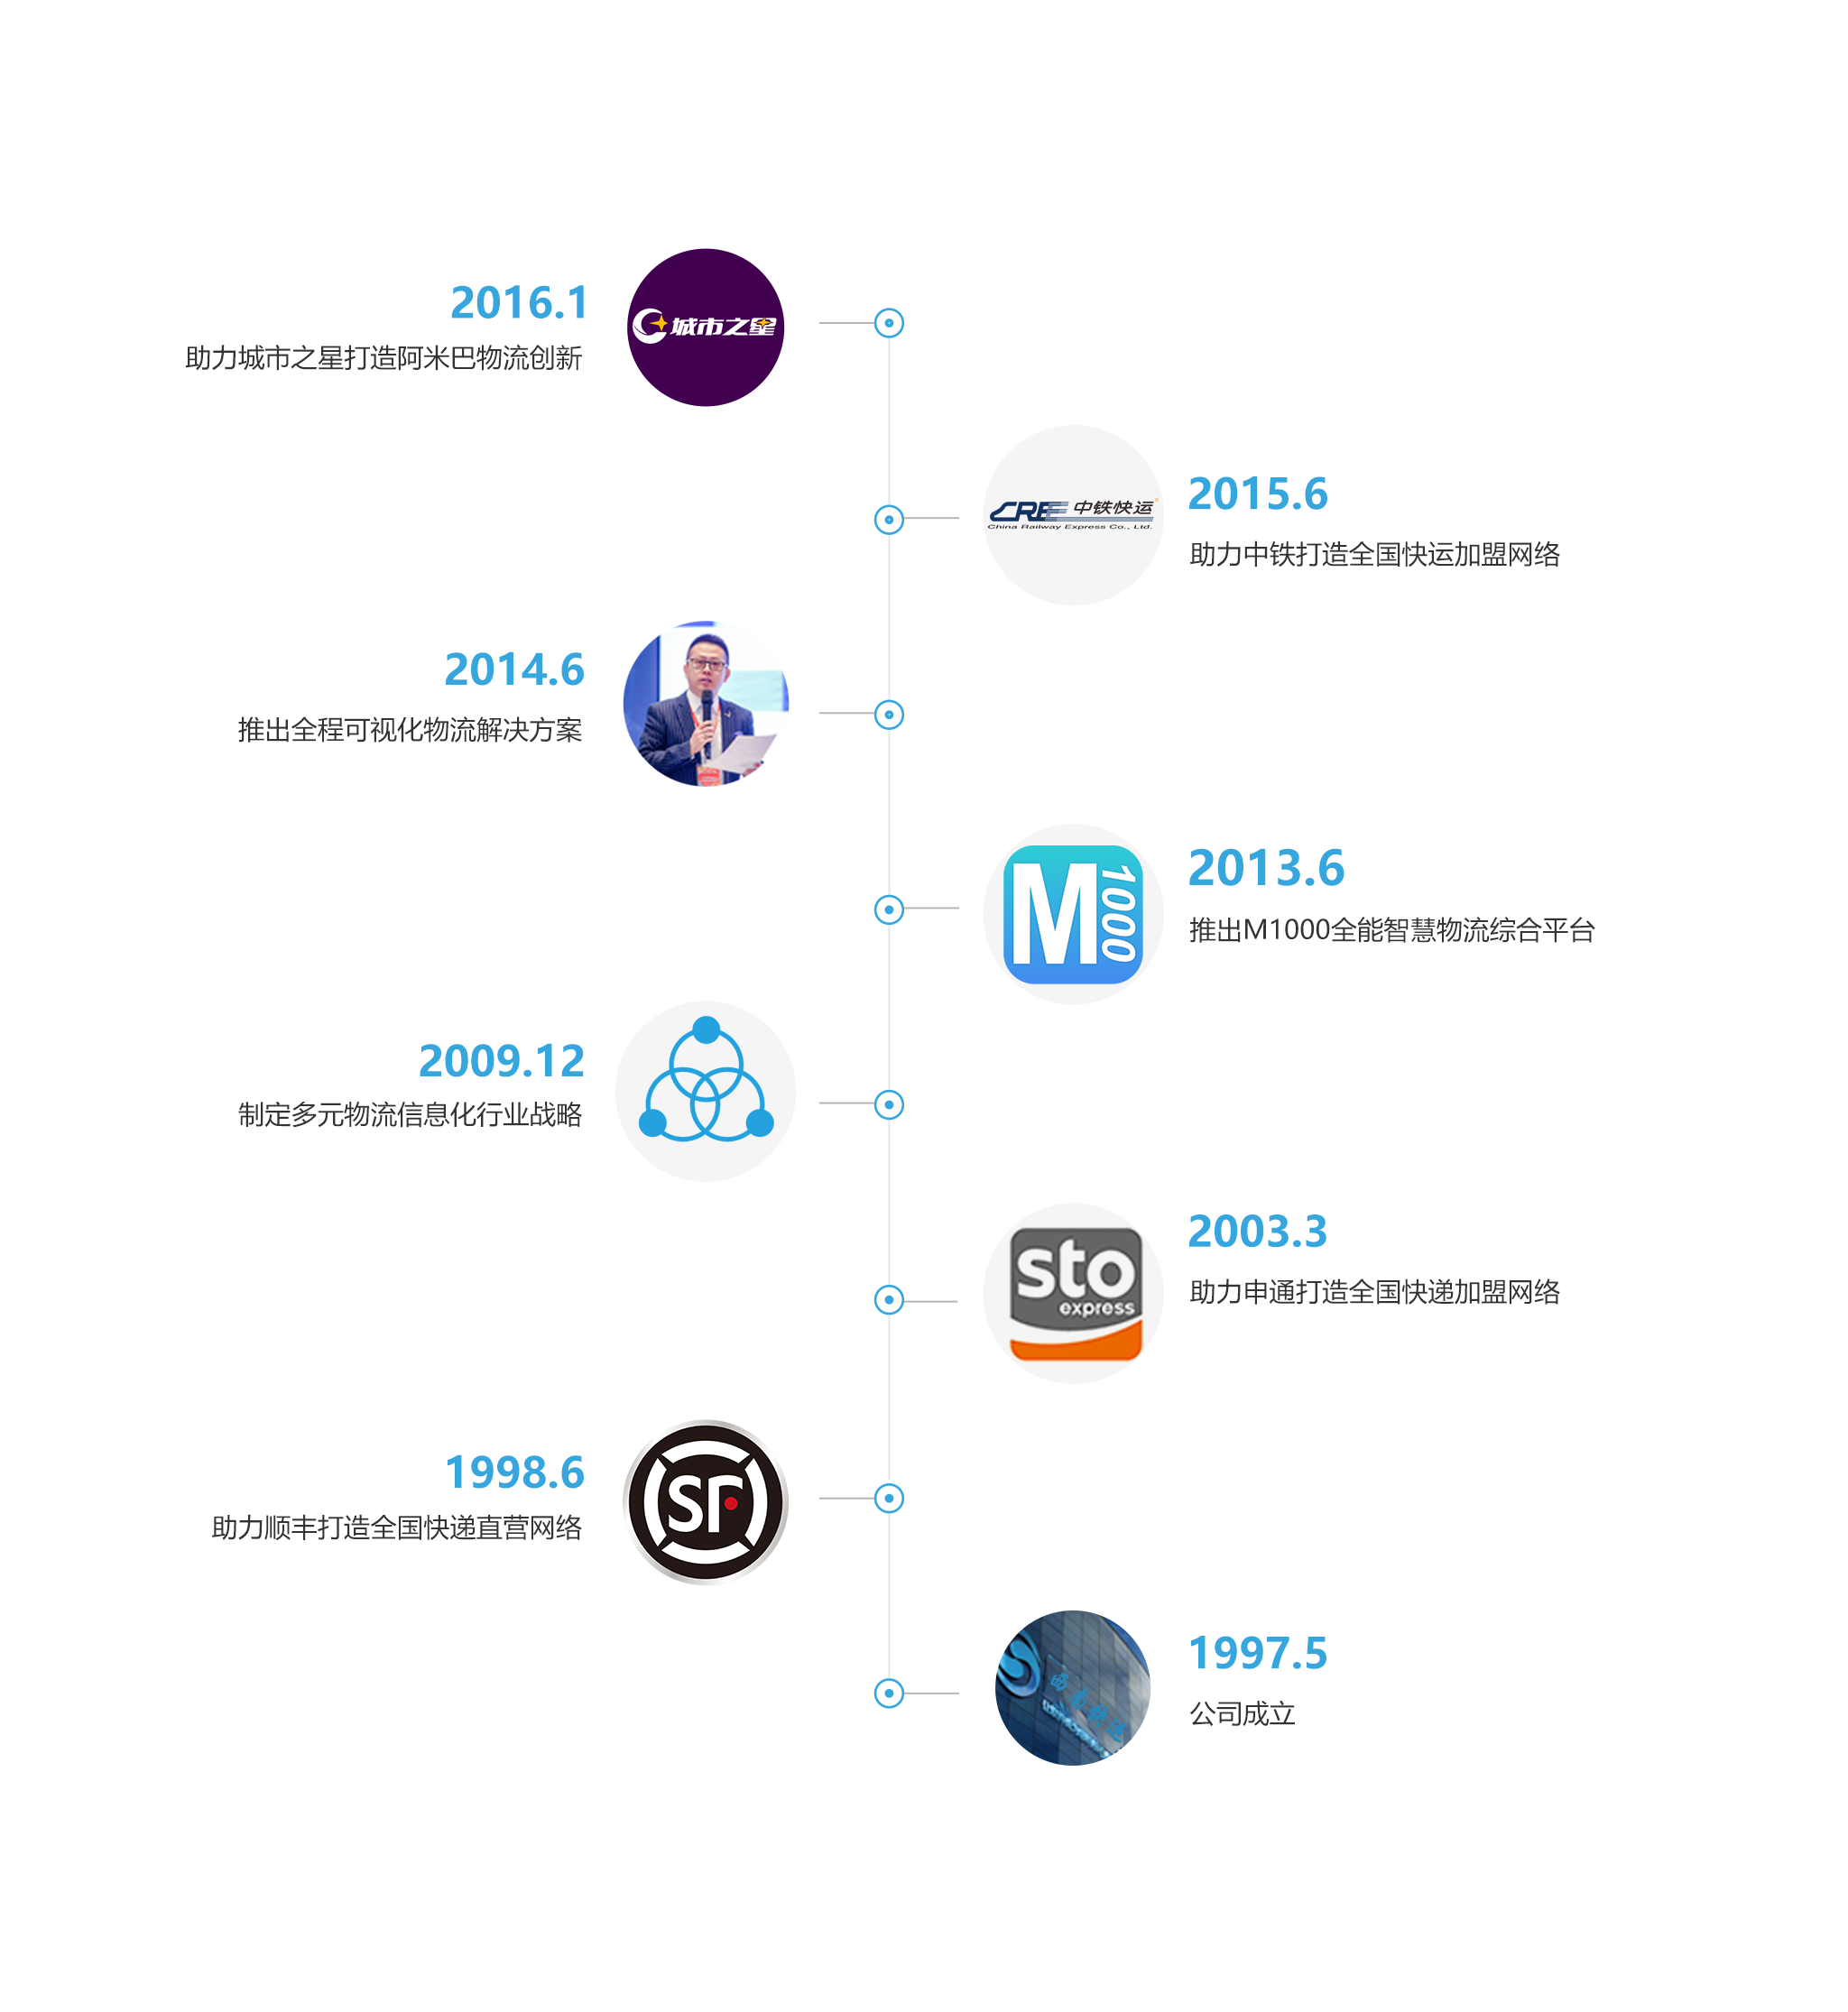 2016.1
助力城市之星打造阿米巴物流创新
城市之星
2015.6
助力中铁打造全国快运加盟网络
CRE 中铁快运
China Railway Express Co., Ltd.
2014.6
推出全程可视化物流解决方案
2013.6
推出M1000全能智慧物流综合平台
M 1000
2009.12
制定多元物流信息化行业战略
2003.3
助力申通打造全国快递加盟网络
sto
express
1998.6
助力顺丰打造全国快递直营网络
SF
1997.5
公司成立